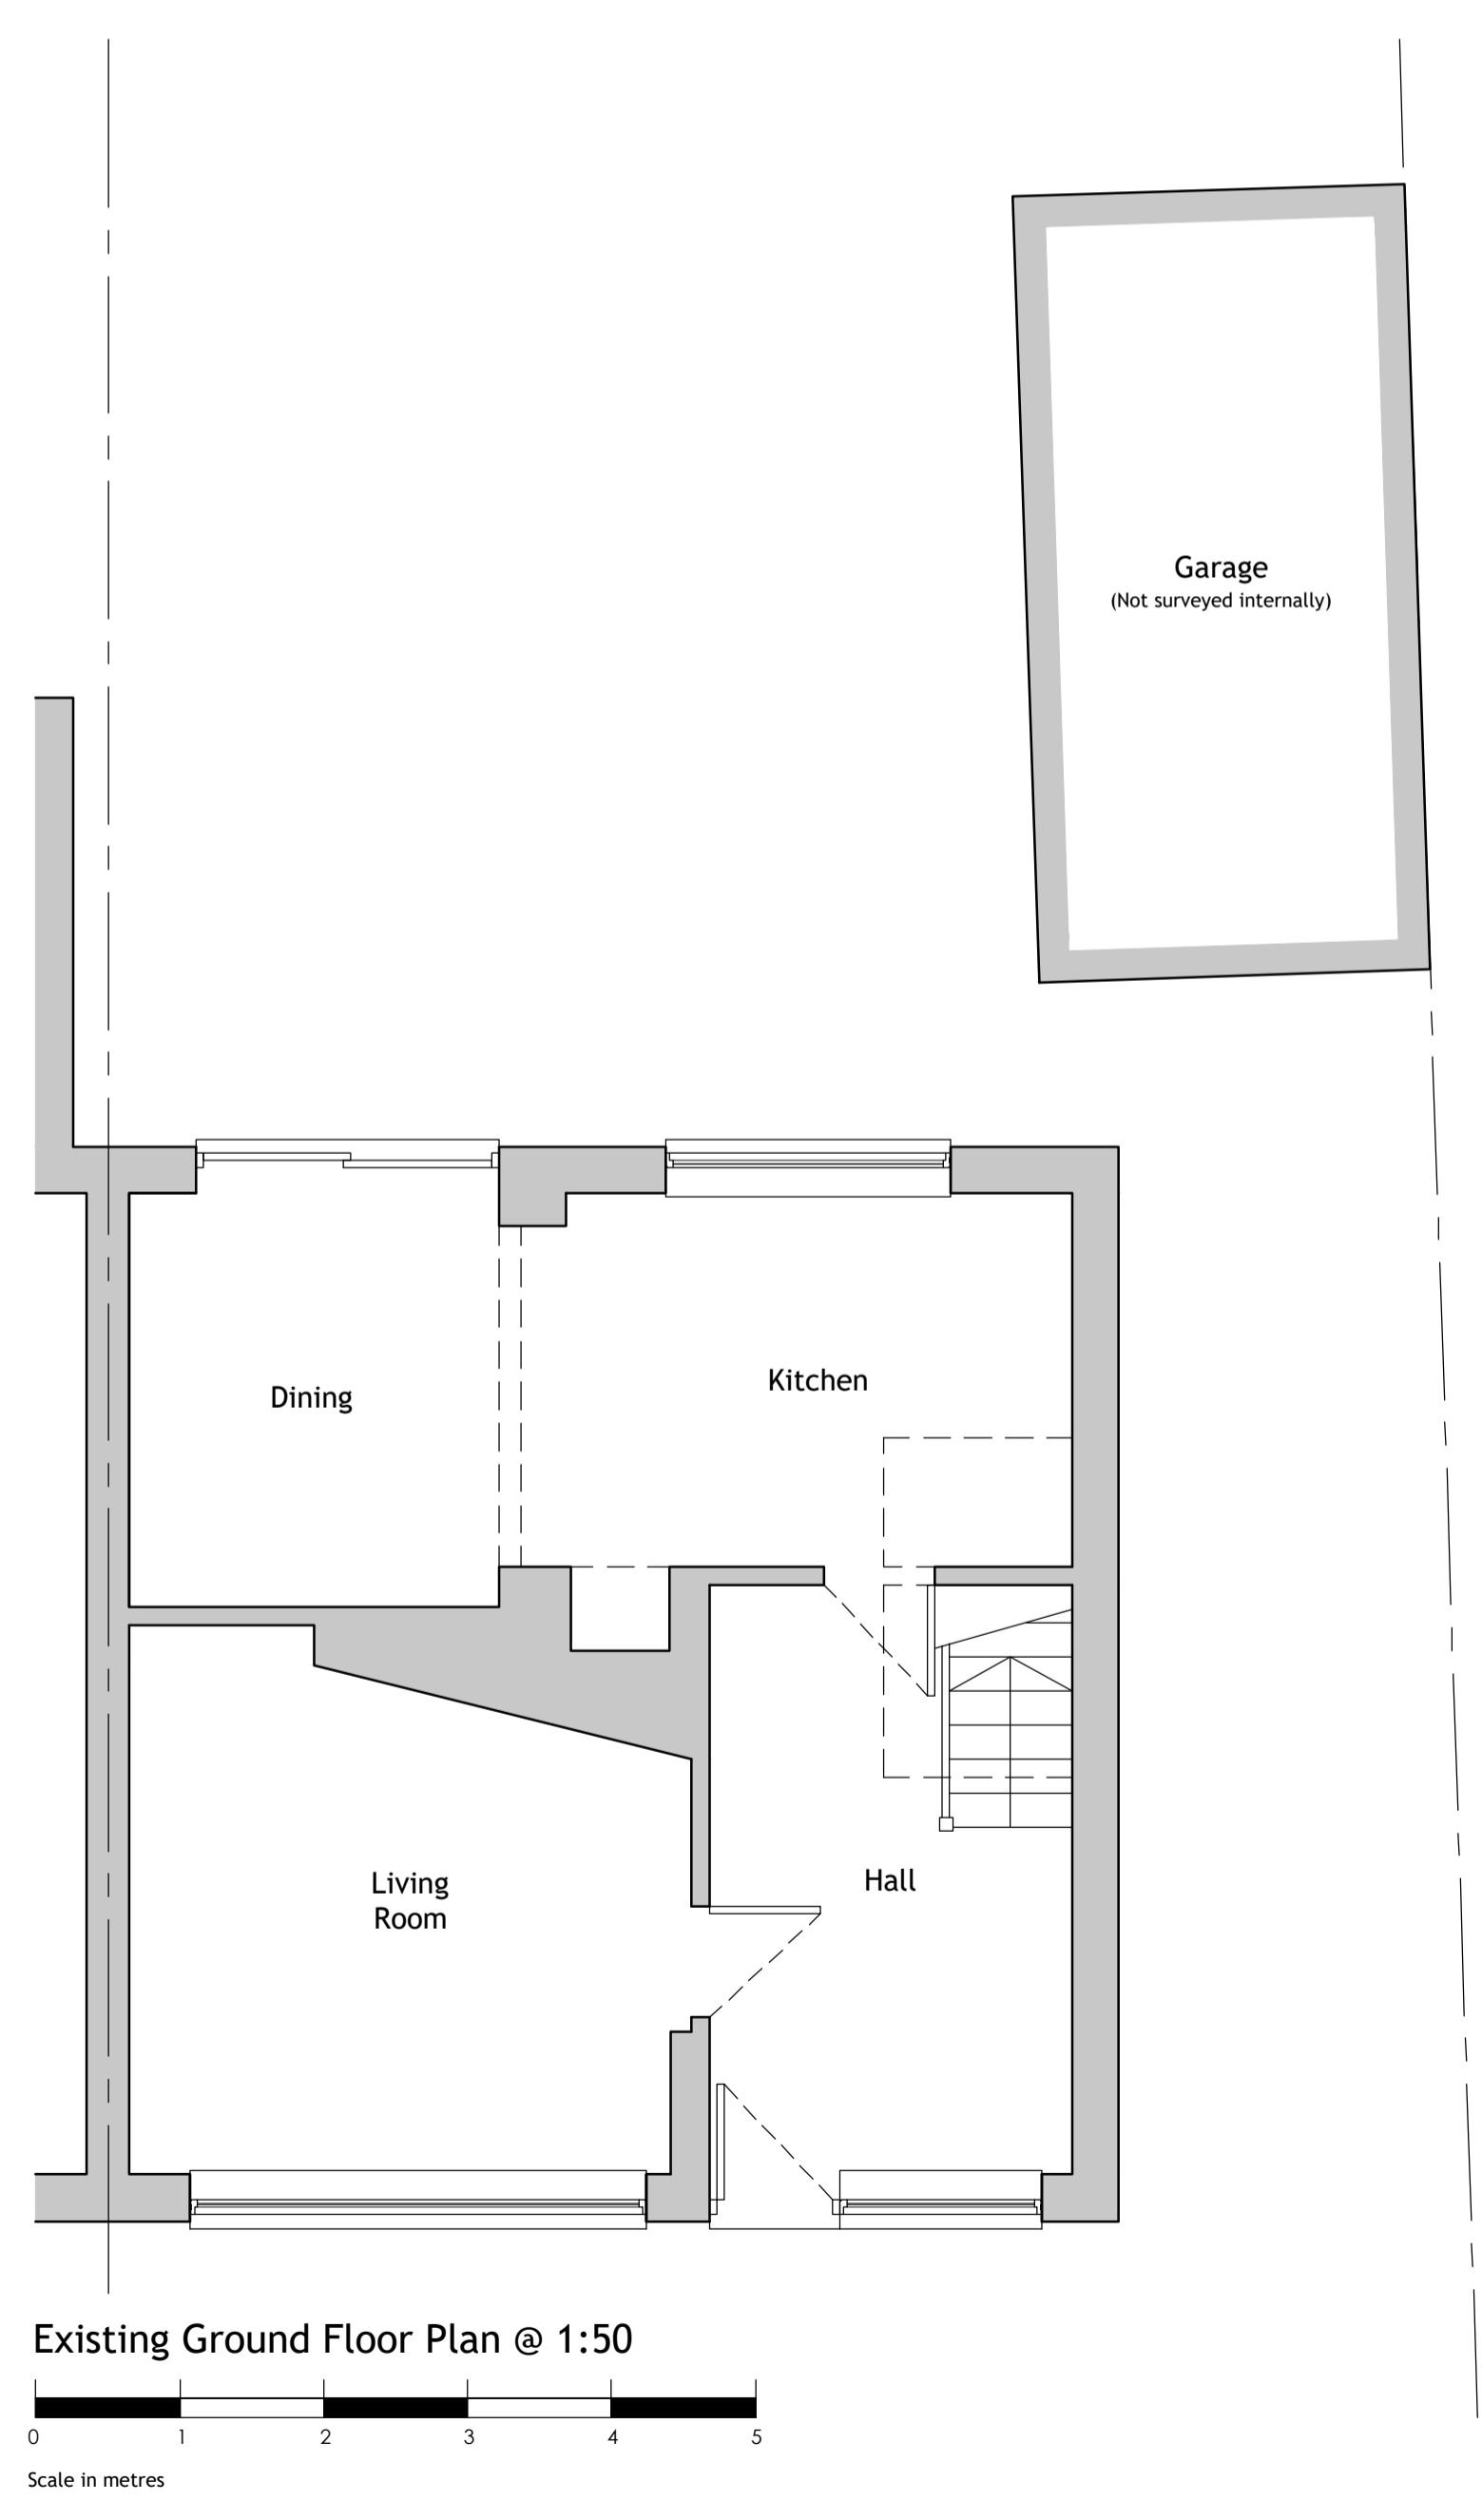 Garage
(Not surveyed internally)
Dining
Kitchen
Living
Room
Hall
Existing Ground Floor Plan @ 1:50
0 1 2 3 4 5
Scale in metres